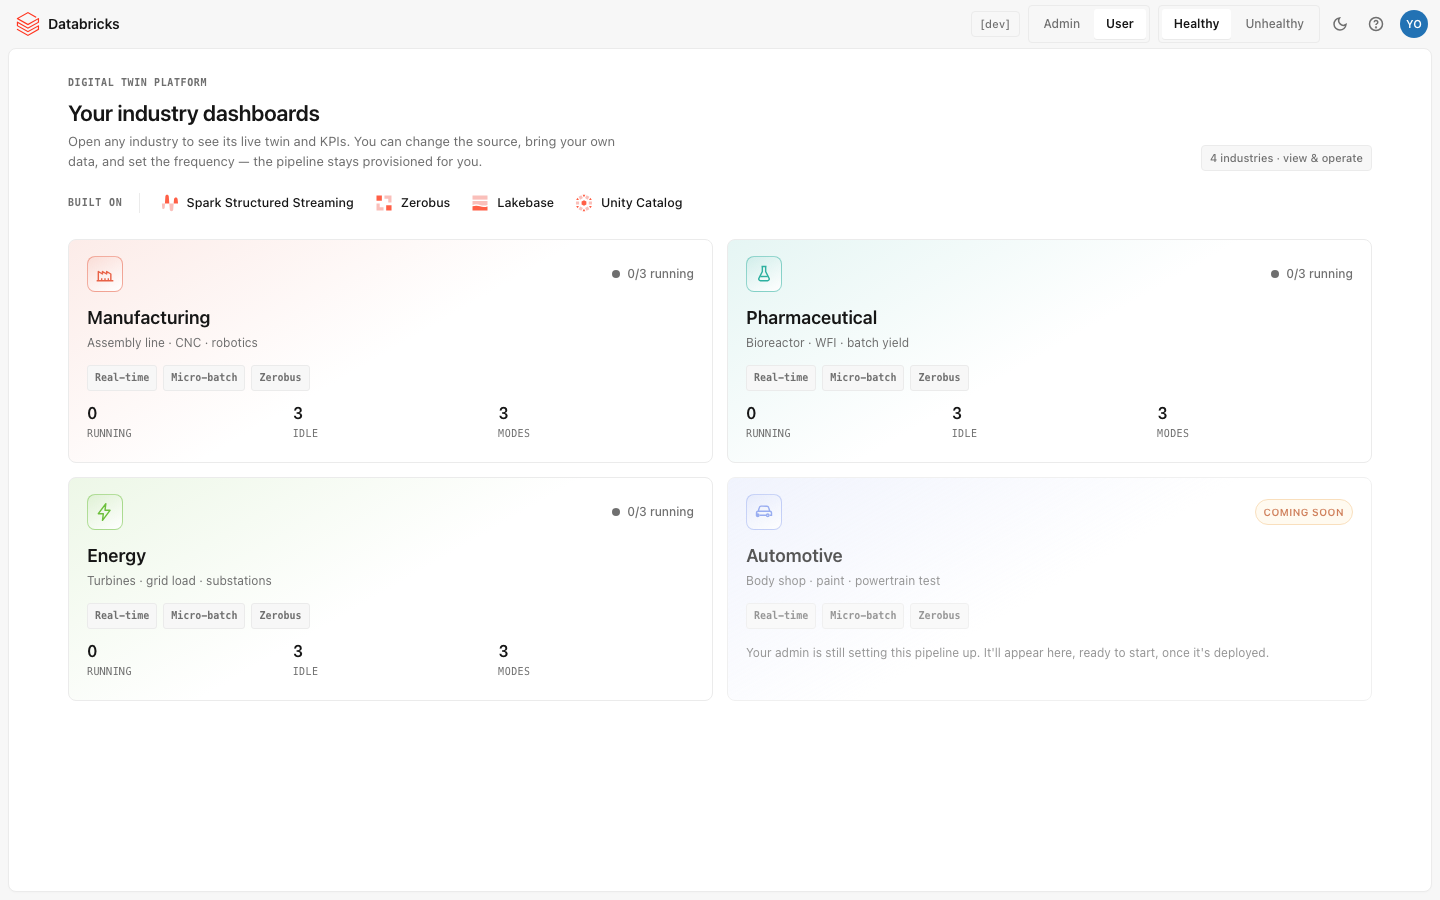 Databricks
[dev]
Admin
User
Healthy
Unhealthy
YO
DIGITAL TWIN PLATFORM
Your industry dashboards
Open any industry to see its live twin and KPIs. You can change the source, bring your own
data, and set the frequency — the pipeline stays provisioned for you.
4 industries · view & operate
BUILT ON
Spark Structured Streaming
Zerobus
Lakebase
Unity Catalog
0/3 running
Manufacturing
Assembly line · CNC · robotics
Real-time
Micro-batch
Zerobus
0
3
3
RUNNING
IDLE
MODES
0/3 running
Pharmaceutical
Bioreactor · WFI · batch yield
Real-time
Micro-batch
Zerobus
0
3
3
RUNNING
IDLE
MODES
0/3 running
Energy
Turbines · grid load · substations
Real-time
Micro-batch
Zerobus
0
3
3
RUNNING
IDLE
MODES
COMING SOON
Automotive
Body shop · paint · powertrain test
Real-time
Micro-batch
Zerobus
Your admin is still setting this pipeline up. It'll appear here, ready to start, once it's deployed.